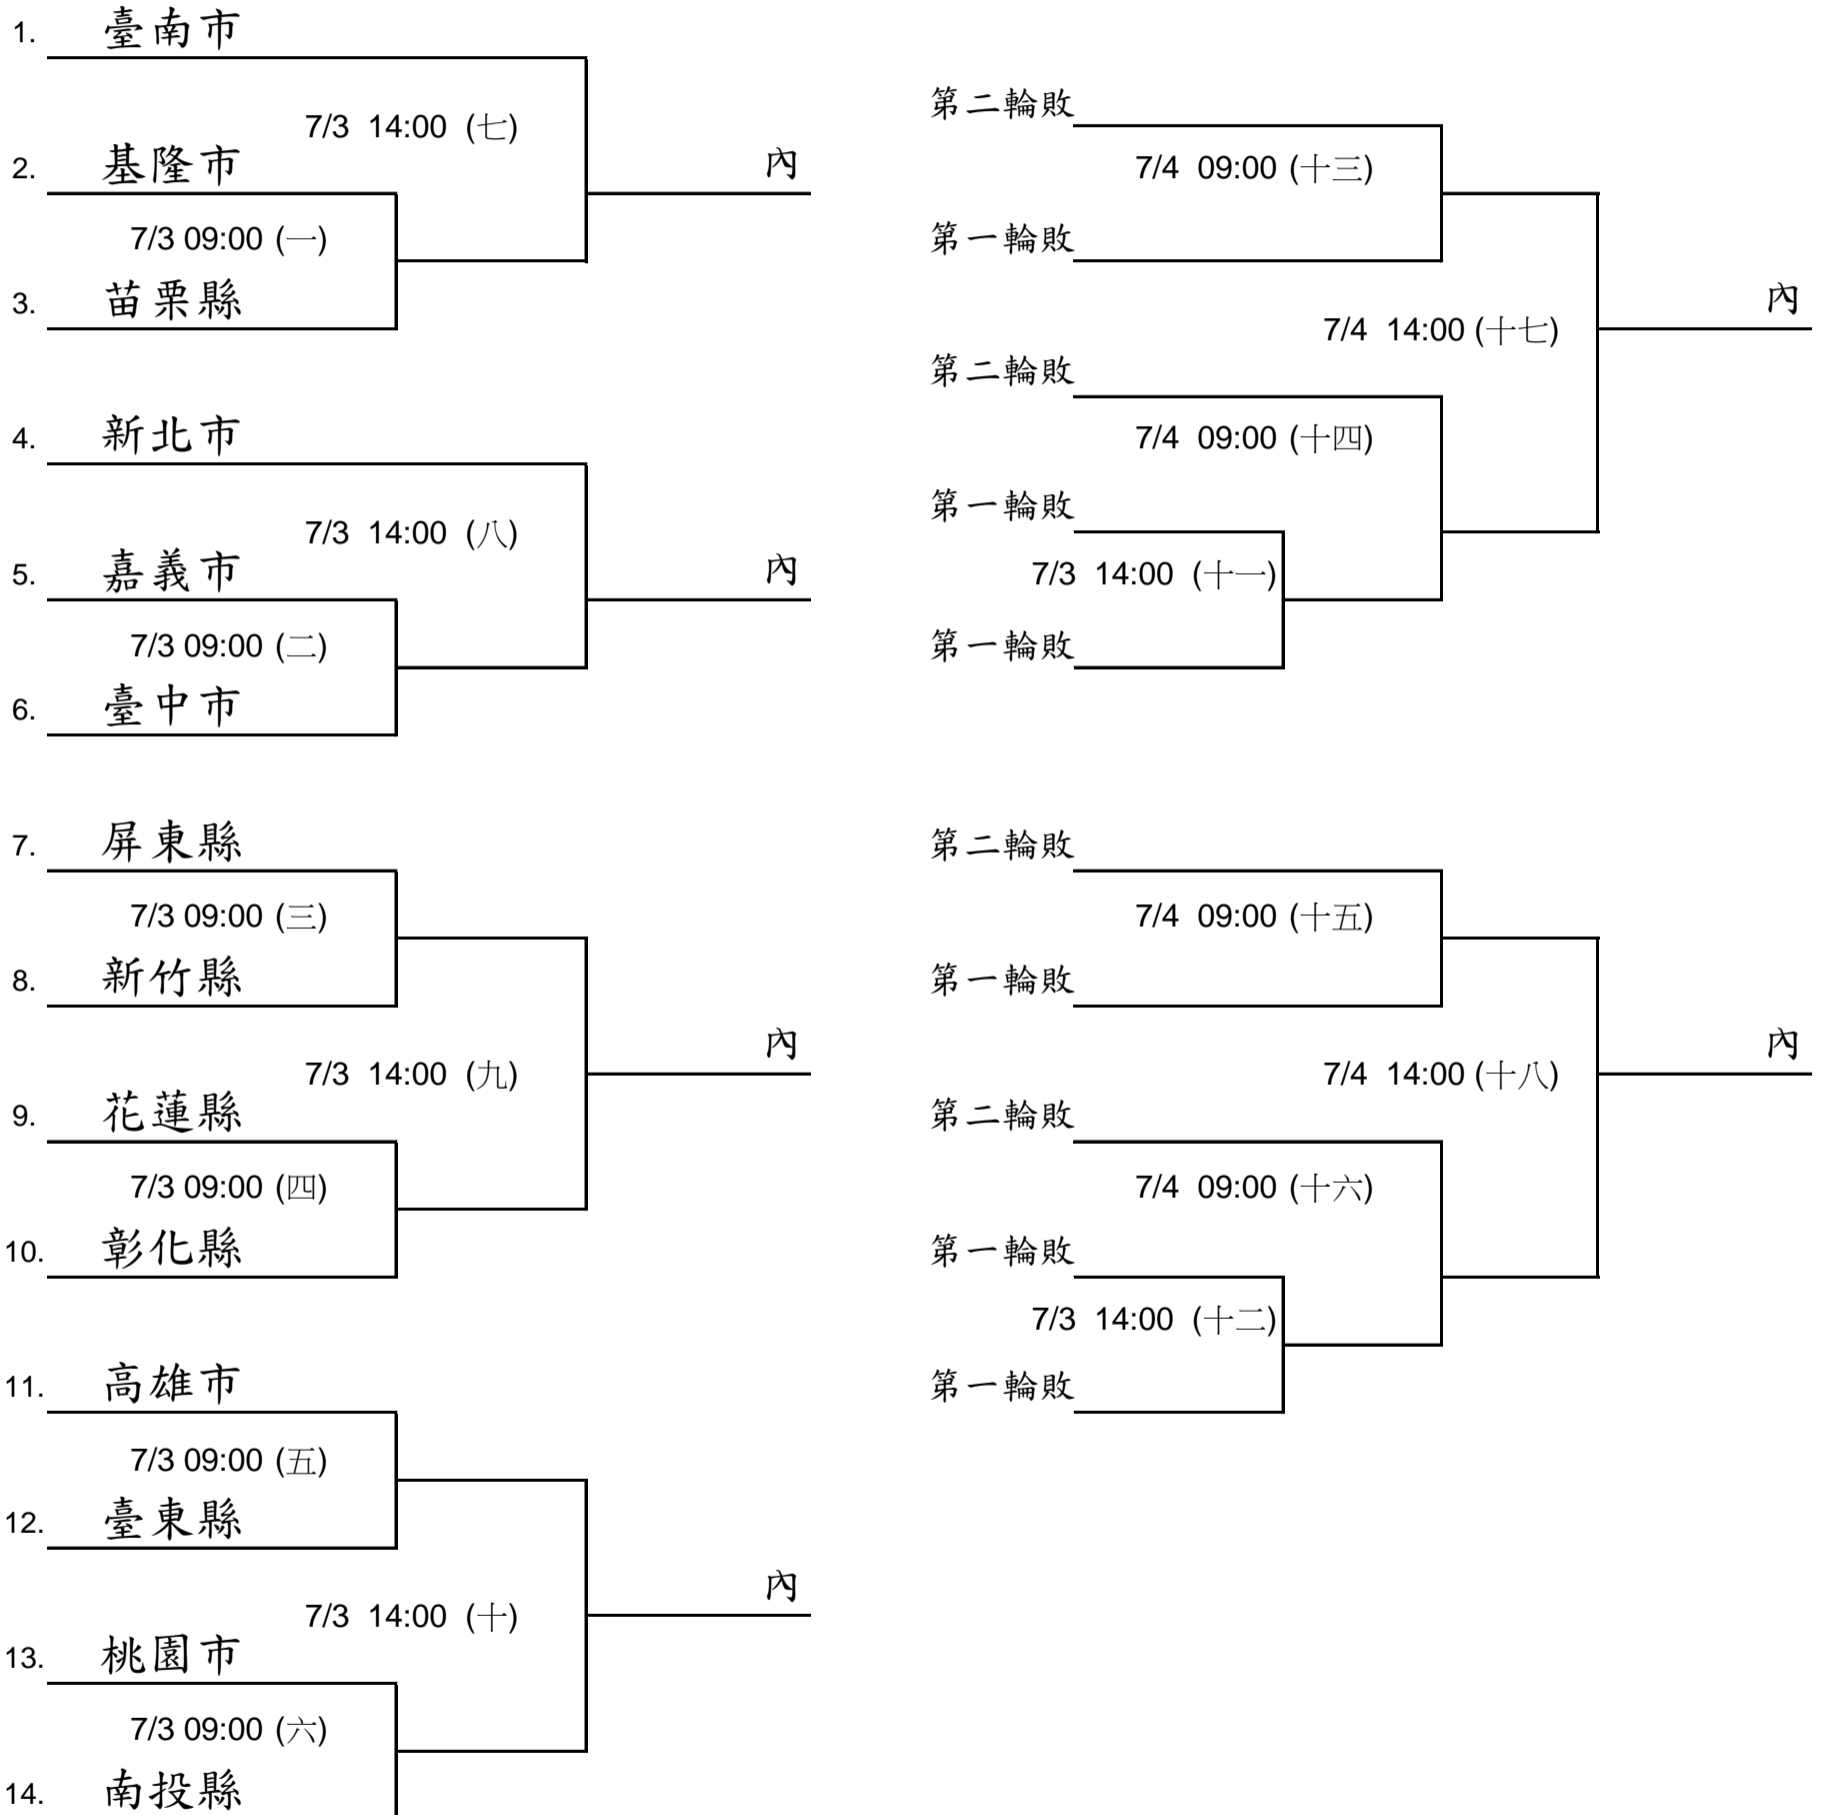 1. 臺南市
7/3 14:00 (七)
2. 基隆市
內
7/3 09:00 (一)
3. 苗栗縣
4. 新北市
7/3 14:00 (八)
5. 嘉義市
內
7/3 09:00 (二)
6. 臺中市
7. 屏東縣
7/3 09:00 (三)
8. 新竹縣
內
7/3 14:00 (九)
9. 花蓮縣
7/3 09:00 (四)
10. 彰化縣
11. 高雄市
7/3 09:00 (五)
12. 臺東縣
內
7/3 14:00 (十)
13. 桃園市
7/3 09:00 (六)
14. 南投縣
第二輪敗
7/4 09:00 (十三)
第一輪敗
內
7/4 14:00 (十七)
第二輪敗
7/4 09:00 (十四)
第一輪敗
7/3 14:00 (十一)
第一輪敗
第二輪敗
7/4 09:00 (十五)
第一輪敗
內
7/4 14:00 (十八)
第二輪敗
7/4 09:00 (十六)
第一輪敗
7/3 14:00 (十二)
第一輪敗